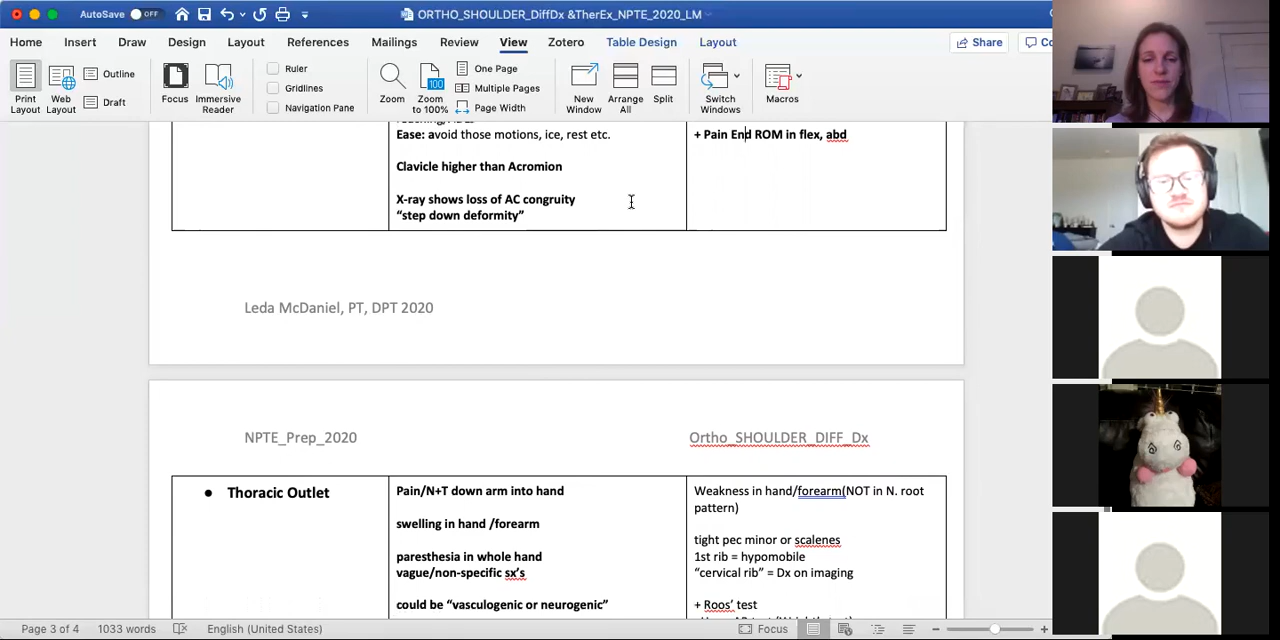 AutoSave OFF
ORTHO_SHOULDER_DiffDx &TherEx_NPTE_2020_LM
Home Insert Draw Design Layout References Mailings Review View Zotero Table Design Layout Share Co
Print Layout
Web Layout
Outline
Draft
Focus
Immersive Reader
Ruler
Gridlines
Navigation Pane
Zoom
100
Zoom to 100%
One Page
Multiple Pages
Page Width
New Window
Arrange All
Split
Switch Windows
Macros
Ease: avoid those motions, ice, rest etc.
Clavicle higher than Acromion
X-ray shows loss of AC congruity
“step down deformity”
+ Pain End ROM in flex, abd
Leda McDaniel, PT, DPT 2020
NPTE_Prep_2020
Ortho_SHOULDER_DIFF_Dx
● Thoracic Outlet
Pain/N+T down arm into hand
swelling in hand /forearm
paresthesia in whole hand
vague/non-specific sx’s
could be “vasculogenic or neurogenic”
Weakness in hand/forearm(NOT in N. root
pattern)
tight pec minor or scalenes
1st rib = hypomobile
“cervical rib” = Dx on imaging
+ Roos’ test
Page 3 of 4 1033 words English (United States) Focus